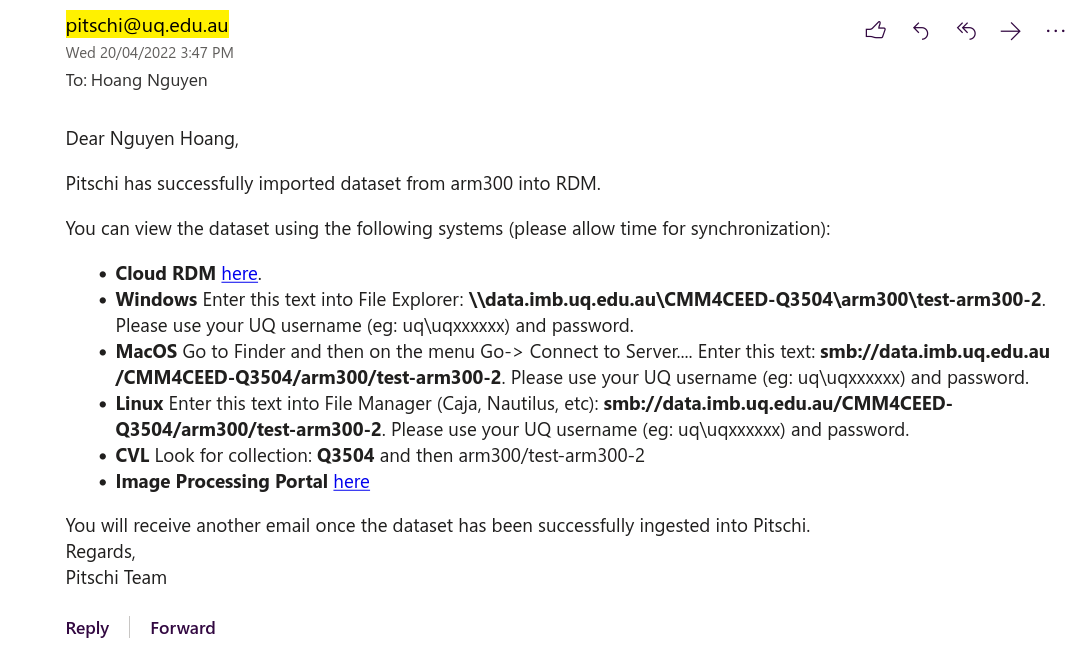 pitschi@uq.edu.au
Wed 20/04/2022 3:47 PM
To: Hoang Nguyen
Dear Nguyen Hoang,
Pitschi has successfully imported dataset from arm300 into RDM.
You can view the dataset using the following systems (please allow time for synchronization):
• Cloud RDM here.
• Windows Enter this text into File Explorer: \\data.imb.uq.edu.au\CMM4CEED-Q3504\arm300\test-arm300-2.
Please use your UQ username (eg: uq\uqxxxxxx) and password.
• MacOS Go to Finder and then on the menu Go-> Connect to Server.... Enter this text: smb://data.imb.uq.edu.au
/CMM4CEED-Q3504/arm300/test-arm300-2. Please use your UQ username (eg: uq\uqxxxxxx) and password.
• Linux Enter this text into File Manager (Caja, Nautilus, etc): smb://data.imb.uq.edu.au/CMM4CEED-
Q3504/arm300/test-arm300-2. Please use your UQ username (eg: uq\uqxxxxxx) and password.
• CVL Look for collection: Q3504 and then arm300/test-arm300-2
• Image Processing Portal here
You will receive another email once the dataset has been successfully ingested into Pitschi.
Regards,
Pitschi Team
Reply Forward